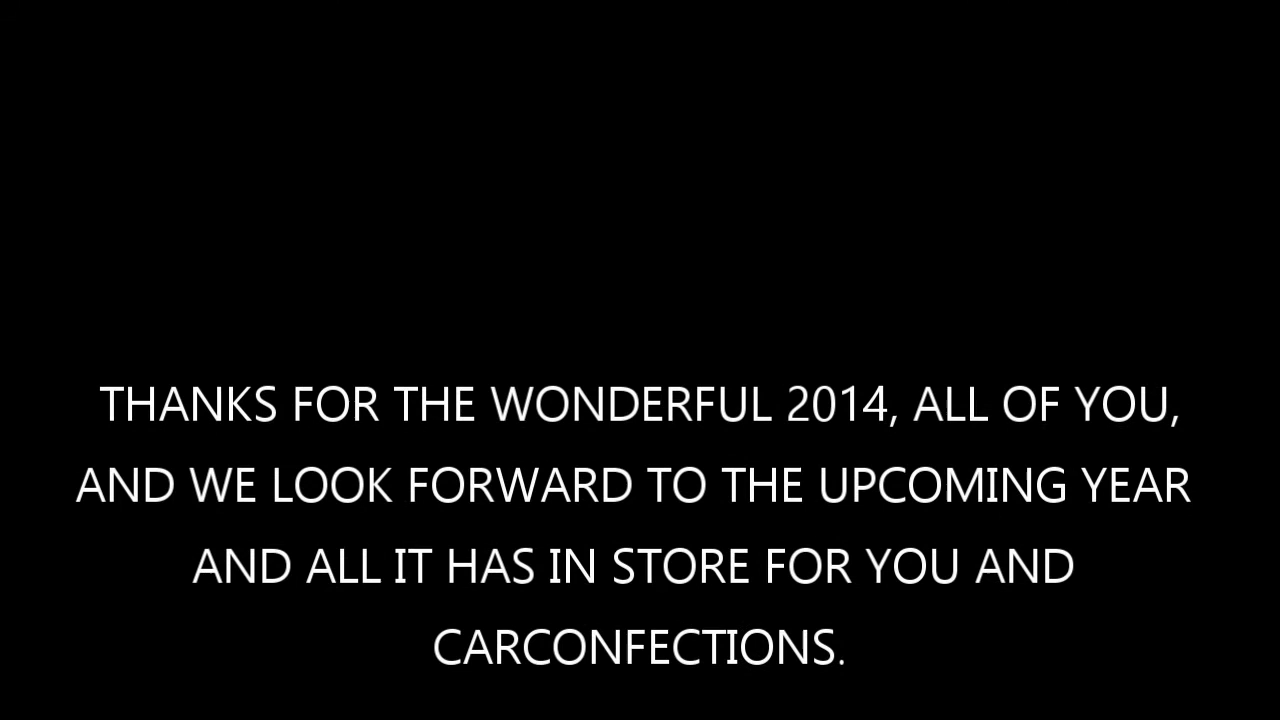 THANKS FOR THE WONDERFUL 2014, ALL OF YOU,
AND WE LOOK FORWARD TO THE UPCOMING YEAR
AND ALL IT HAS IN STORE FOR YOU AND
CARCONFECTIONS.